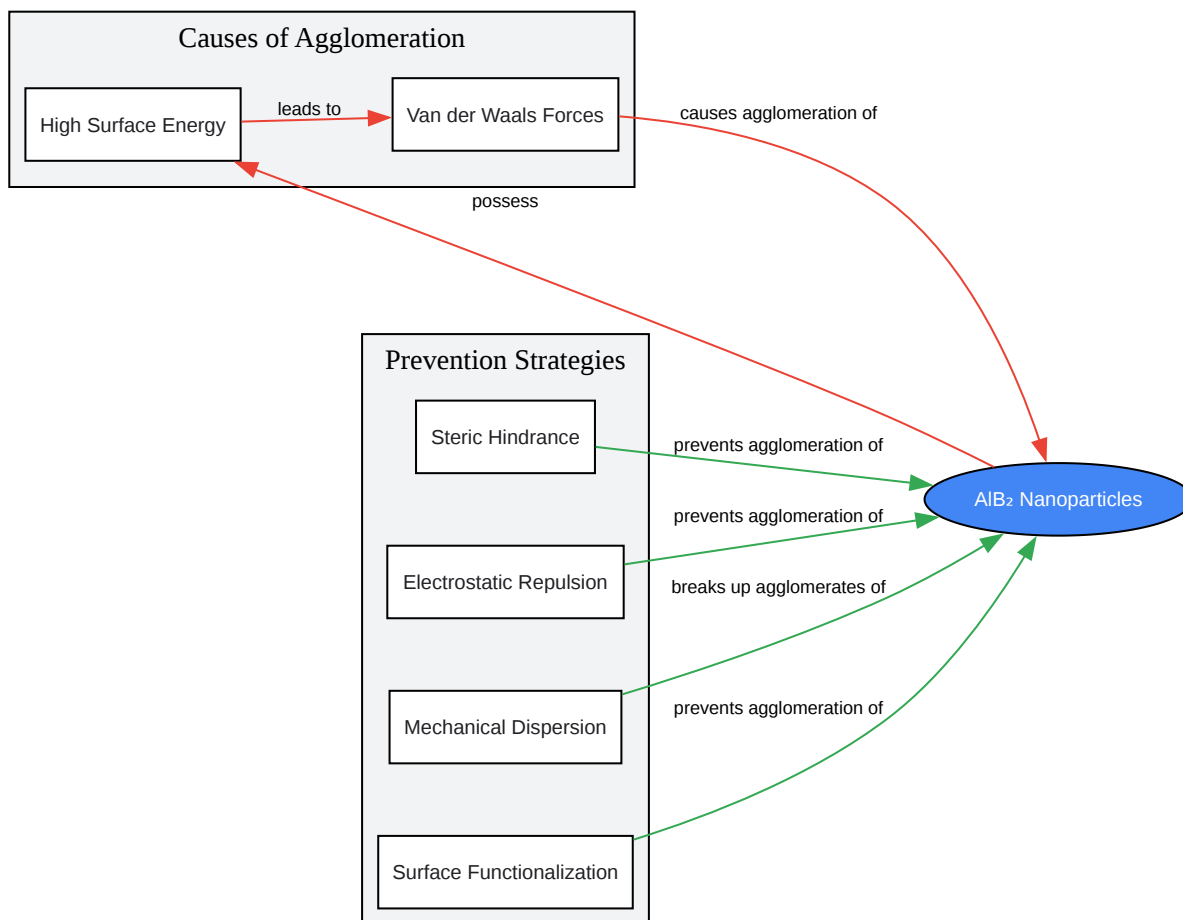 Causes of Agglomeration
High Surface Energy
leads to
Van der Waals Forces
causes agglomeration of
possess
Prevention Strategies
Steric Hindrance
prevents agglomeration of
AlB₂ Nanoparticles
prevents agglomeration of
Electrostatic Repulsion
breaks up agglomerates of
Mechanical Dispersion
prevents agglomeration of
Surface Functionalization